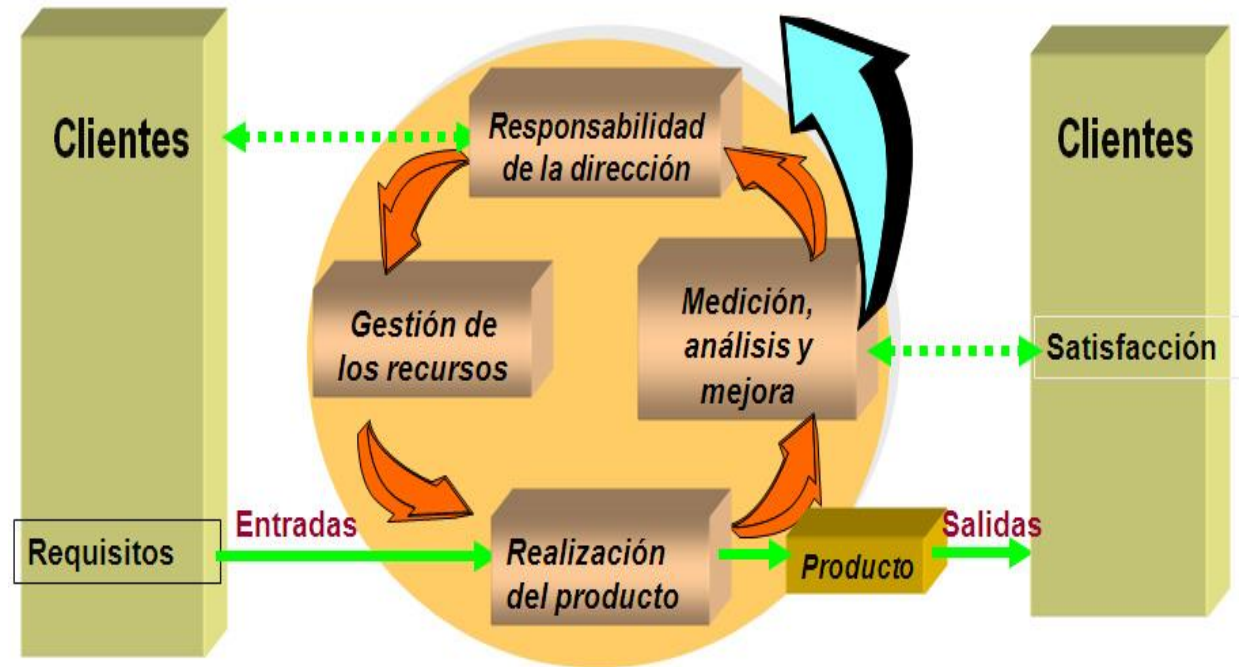 Clientes
Responsabilidad
de la dirección
Clientes
Gestión de
los recursos
Medición,
análisis y
mejora
Satisfacción
Requisitos
Entradas
Realización
del producto
Producto
Salidas